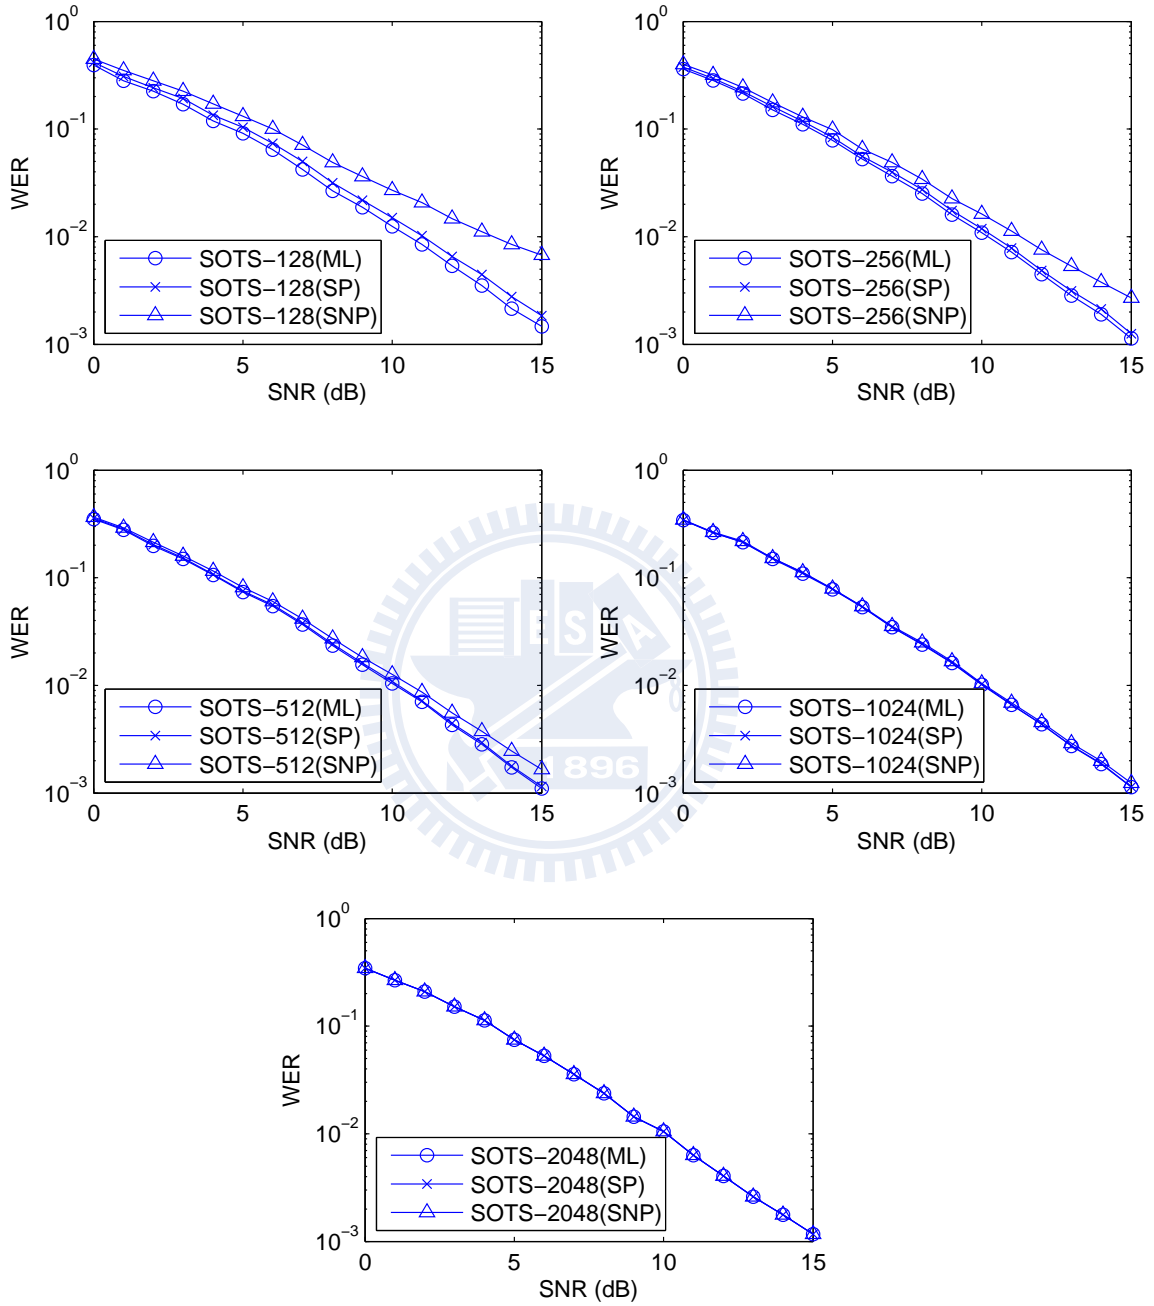 10^0
10^−1
10^−2
10^−3
WER
0 5 10 15
SNR (dB)
SOTS−128(ML)
SOTS−128(SP)
SOTS−128(SNP)
10^0
10^−1
10^−2
10^−3
WER
0 5 10 15
SNR (dB)
SOTS−256(ML)
SOTS−256(SP)
SOTS−256(SNP)
10^0
10^−1
10^−2
10^−3
WER
0 5 10 15
SNR (dB)
SOTS−512(ML)
SOTS−512(SP)
SOTS−512(SNP)
10^0
10^−1
10^−2
10^−3
WER
0 5 10 15
SNR (dB)
SOTS−1024(ML)
SOTS−1024(SP)
SOTS−1024(SNP)
ESA
1896
10^0
10^−1
10^−2
10^−3
WER
0 5 10 15
SNR (dB)
SOTS−2048(ML)
SOTS−2048(SP)
SOTS−2048(SNP)